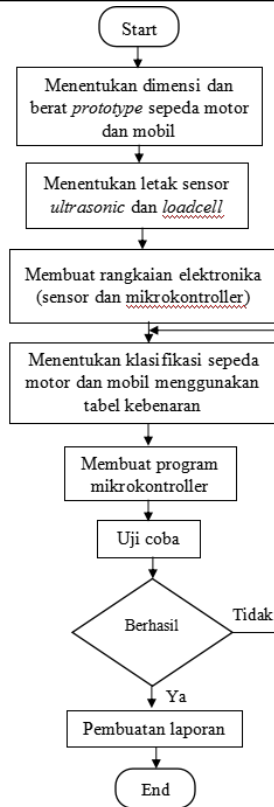 Start
Menentukan dimensi dan
berat prototype sepeda motor
dan mobil
Menentukan letak sensor
ultrasonic dan loadcell
Membuat rangkaian elektronika
(sensor dan mikrokontroller)
Menentukan klasifikasi sepeda
motor dan mobil menggunakan
tabel kebenaran
Membuat program
mikrokontroller
Uji coba
Berhasil
Tidak
Ya
Pembuatan laporan
End